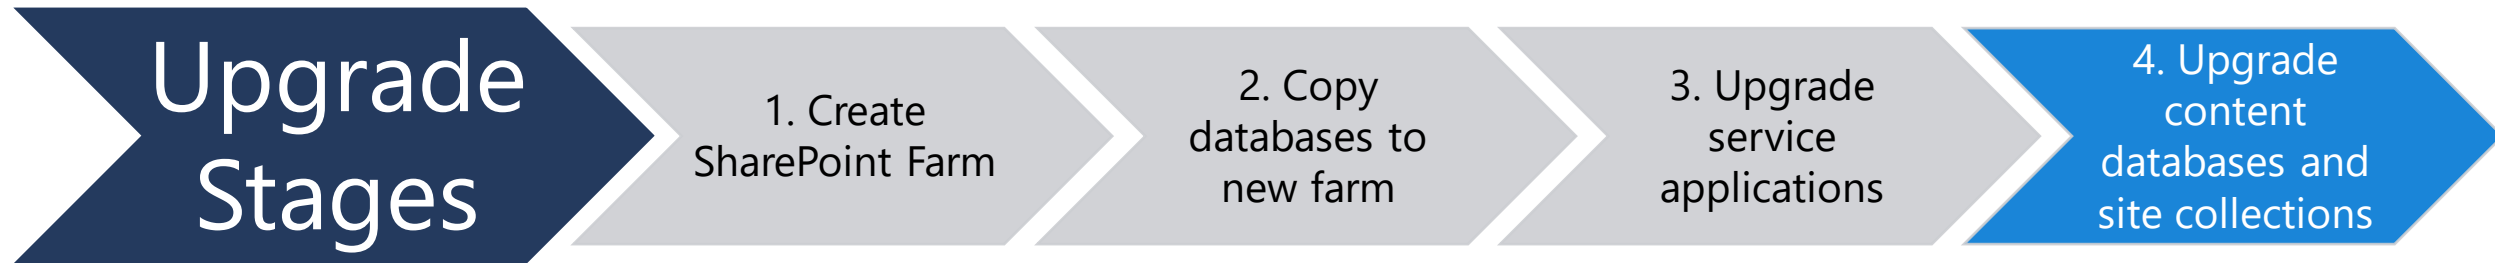 Upgrade
Stages
1. Create
SharePoint Farm
2. Copy
databases to
new farm
3. Upgrade
service
applications
4. Upgrade
content
databases and
site collections